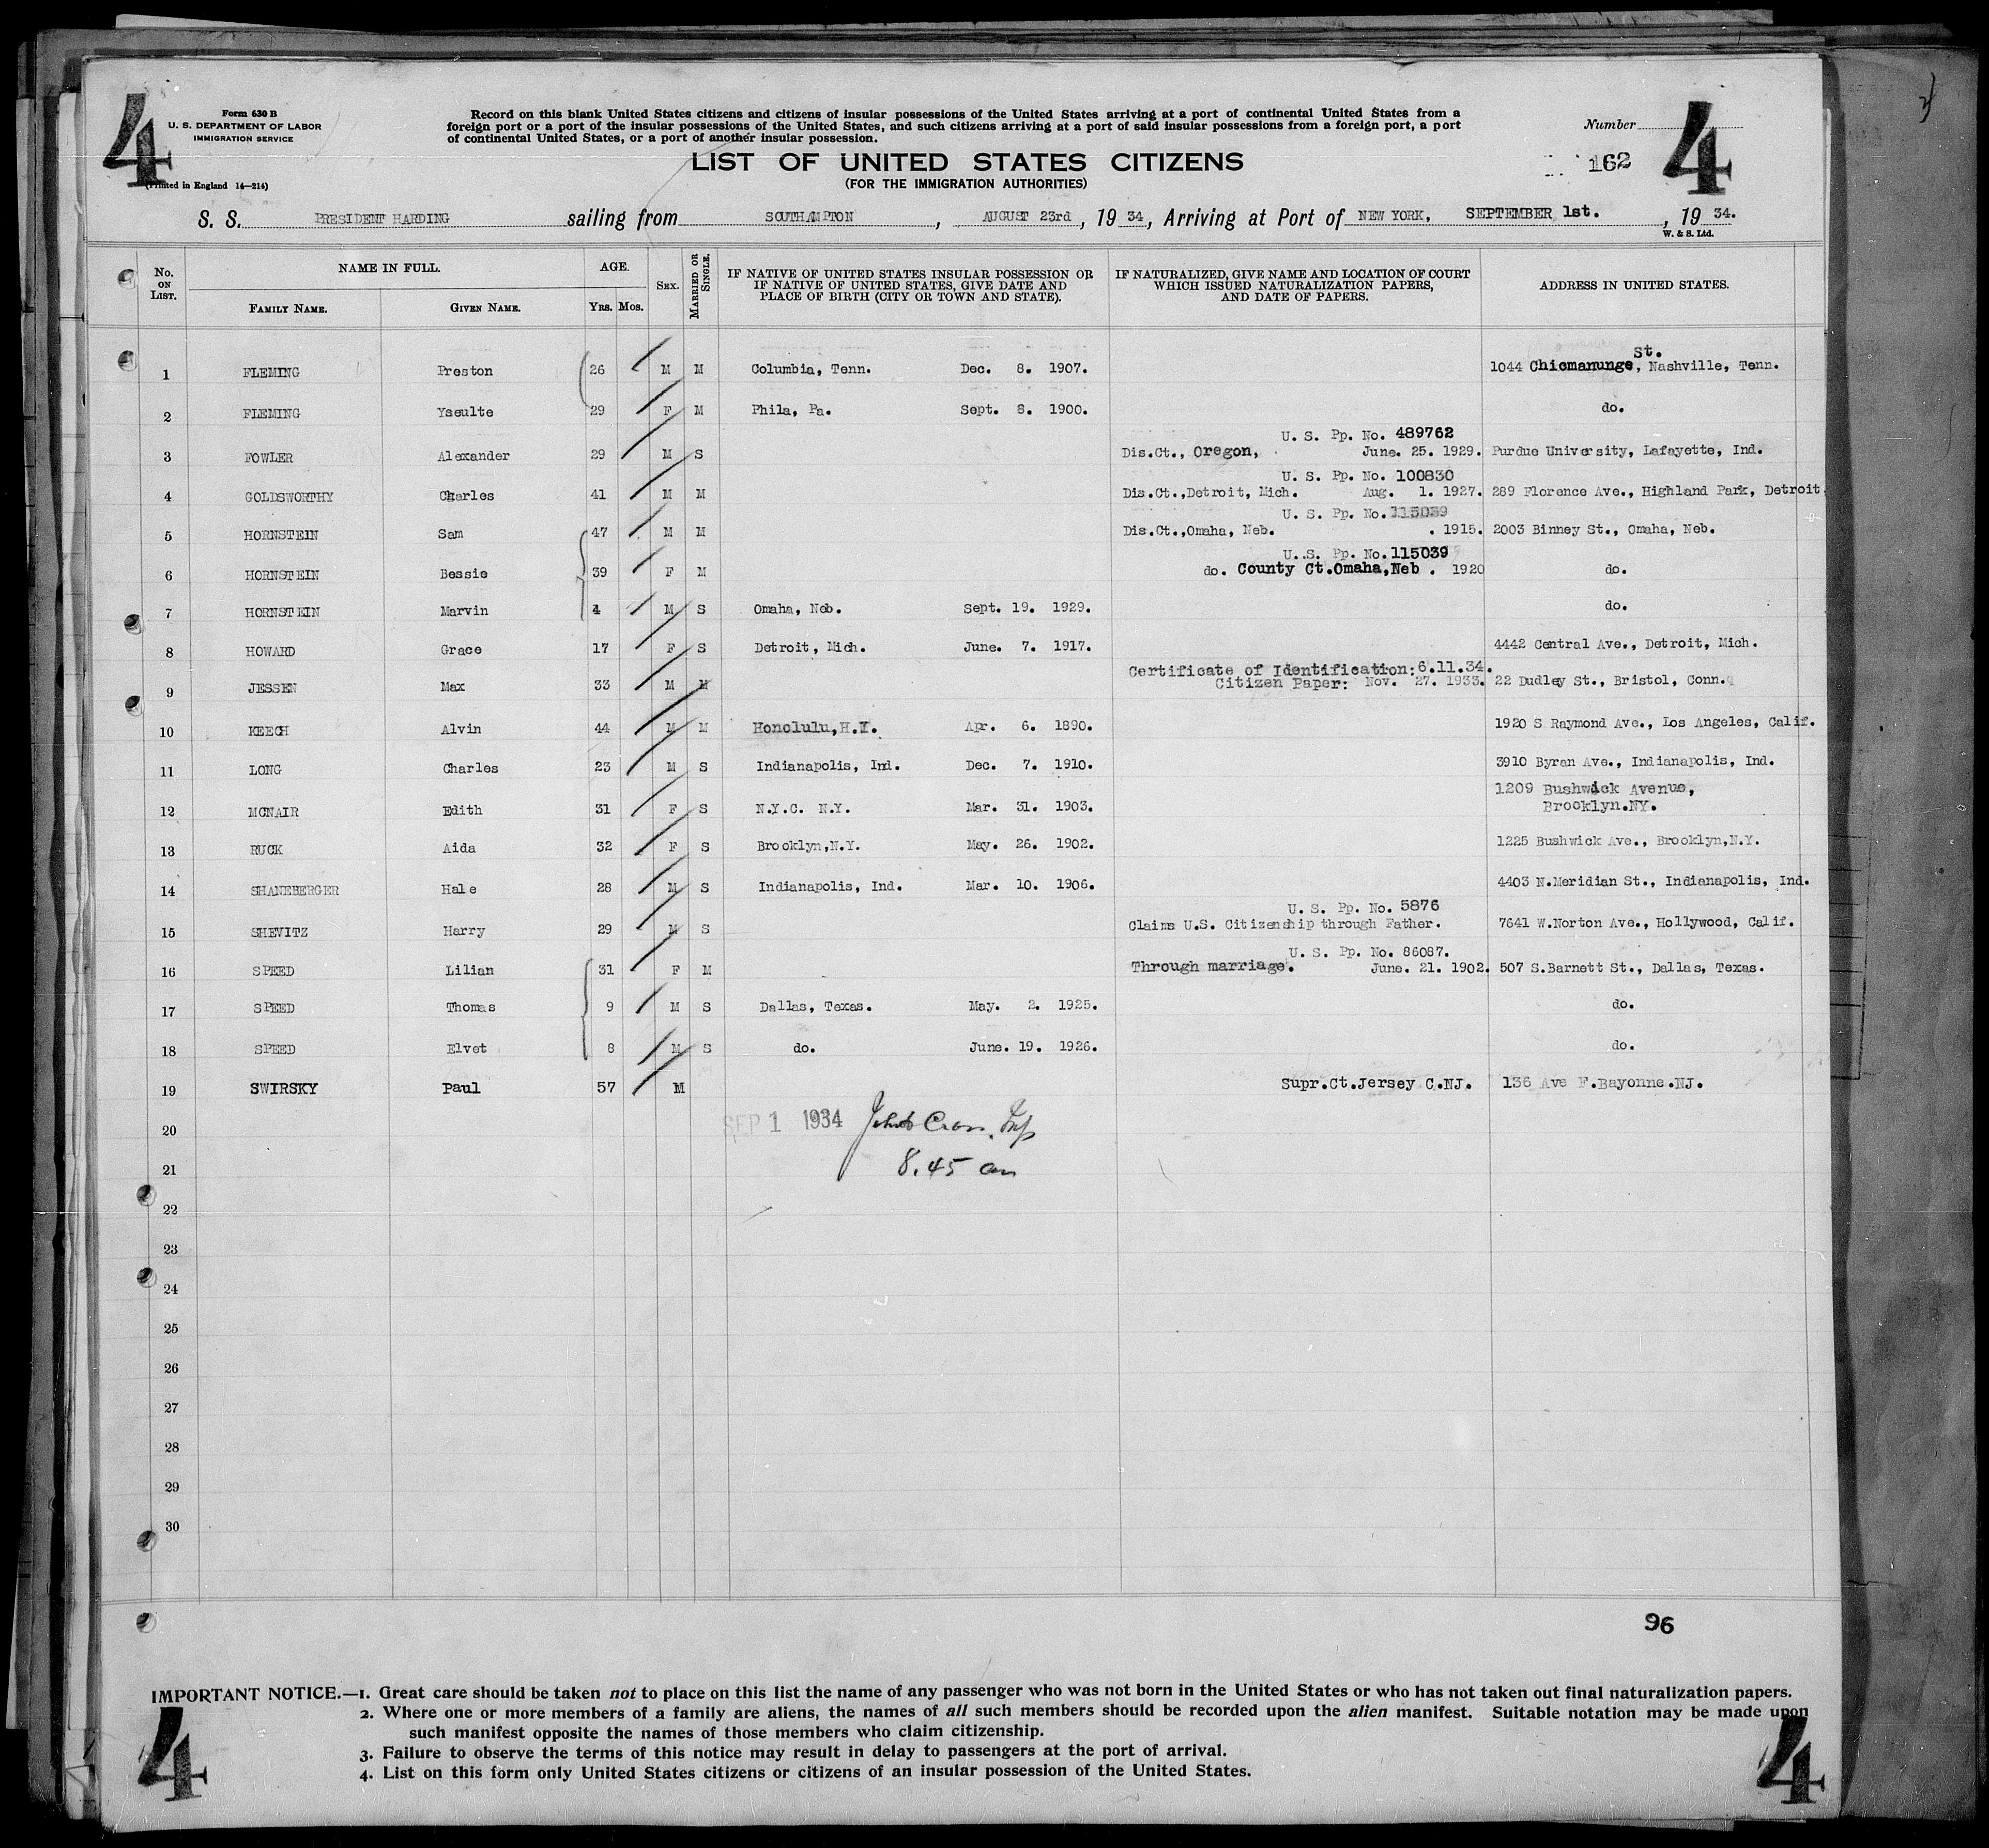 4
4
Form 630 B
U. S. DEPARTMENT OF LABOR
IMMIGRATION SERVICE
(Printed in England 14—214)
Record on this blank United States citizens and citizens of insular possessions of the United States arriving at a port of continental United States from a
foreign port or a port of the insular possessions of the United States, and such citizens arriving at a port of said insular possessions from a foreign port, a port
of continental United States, or a port of another insular possession.
Number
LIST OF UNITED STATES CITIZENS
(FOR THE IMMIGRATION AUTHORITIES)
162
S. S. PRESIDENT HARDING sailing from SOUTHAMPTON, AUGUST 23rd, 19 34, Arriving at Port of NEW YORK, SEPTEMBER 1st., 19 34.
W. & S. Ltd.
No. ON LIST. NAME IN FULL. FAMILY NAME. GIVEN NAME. AGE. YRS. MOS. SEX. MARRIED OR SINGLE. IF NATIVE OF UNITED STATES INSULAR POSSESSION OR IF NATIVE OF UNITED STATES, GIVE DATE AND PLACE OF BIRTH (CITY OR TOWN AND STATE). IF NATURALIZED, GIVE NAME AND LOCATION OF COURT WHICH ISSUED NATURALIZATION PAPERS, AND DATE OF PAPERS. ADDRESS IN UNITED STATES.
St.
1 FLEMING Preston 26 M M Columbia, Tenn. Dec. 8. 1907. 1044 Chicmanunge, Nashville, Tenn.
2 FLEMING Yseulte 29 F M Phila, Pa. Sept. 8. 1900. do.
U. S. Pp. No. 489762
3 FOWLER Alexander 29 M S Dis.Ct., Oregon, June. 25. 1929. Purdue University, Lafayette, Ind.
U. S. Pp. No. 100830
4 GOLDSWORTHY Charles 41 M M Dis.Ct.,Detroit, Mich. Aug. 1. 1927. 289 Florence Ave., Highland Park, Detroit
U. S. Pp. No. 115039
5 HORNSTEIN Sam 47 M M Dis.Ct.,Omaha, Neb. . 1915. 2003 Binney St., Omaha, Neb.
U. S. Pp. No. 115039
6 HORNSTEIN Bessie 39 F M do. County Ct.Omaha,Neb . 1920 do.
7 HORNSTEIN Marvin 4 M S Omaha, Neb. Sept. 19. 1929. do.
8 HOWARD Grace 17 F S Detroit, Mich. June. 7. 1917. 4442 Central Ave., Detroit, Mich.
Certificate of Identification: 6.11.34.
9 JESSEN Max 33 M M Citizen Paper: Nov. 27. 1933. 22 Dudley St., Bristol, Conn.
10 KEECH Alvin 44 M M Honolulu,H.I. Apr. 6. 1890. 1920 S Raymond Ave., Los Angeles, Calif.
11 LONG Charles 23 M S Indianapolis, Ind. Dec. 7. 1910. 3910 Byran Ave., Indianapolis, Ind.
1209 Bushwick Avenue,
12 MCNAIR Edith 31 F S N.Y.C. N.Y. Mar. 31. 1903. Brooklyn.NY.
13 RUCK Aida 32 F S Brooklyn,N.Y. May. 26. 1902. 1225 Bushwick Ave., Brooklyn,N.Y.
14 SHANEBERGER Hale 28 M S Indianapolis, Ind. Mar. 10. 1906. 4403 N.Meridian St., Indianapolis, Ind.
U. S. Pp. No. 5876
15 SHEVITZ Harry 29 M S Claims U.S. Citizenship through Father. 7641 W.Norton Ave., Hollywood, Calif.
U. S. Pp. No. 86087.
16 SPEED Lilian 31 F M Through marriage. June. 21. 1902. 507 S.Barnett St., Dallas, Texas.
17 SPEED Thomas 9 M S Dallas, Texas. May. 2. 1925. do.
18 SPEED Elvet 8 M S do. June. 19. 1926. do.
19 SWIRSKY Paul 57 M Supr.Ct.Jersey C.NJ. 136 Ave F.Bayonne.NJ.
20 SEP 1 1934 Insp
21 8.45 am
22
23
24
25
26
27
28
29
30
96
IMPORTANT NOTICE.—1. Great care should be taken not to place on this list the name of any passenger who was not born in the United States or who has not taken out final naturalization papers.
2. Where one or more members of a family are aliens, the names of all such members should be recorded upon the alien manifest. Suitable notation may be made upon
such manifest opposite the names of those members who claim citizenship.
3. Failure to observe the terms of this notice may result in delay to passengers at the port of arrival.
4. List on this form only United States citizens or citizens of an insular possession of the United States.
4
4